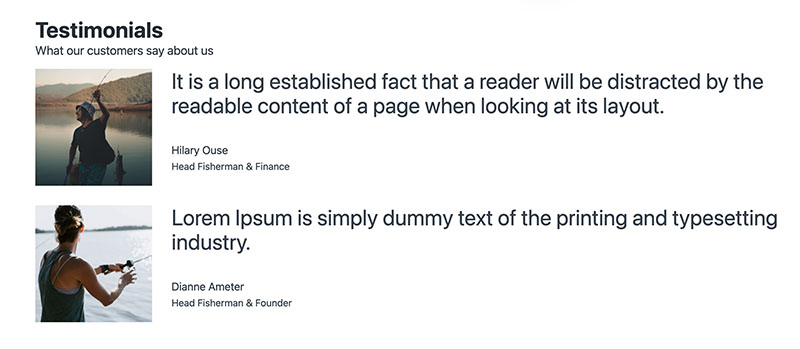 Testimonials
What our customers say about us
It is a long established fact that a reader will be distracted by the
readable content of a page when looking at its layout.
Hilary Ouse
Head Fisherman & Finance
Lorem Ipsum is simply dummy text of the printing and typesetting
industry.
Dianne Ameter
Head Fisherman & Founder